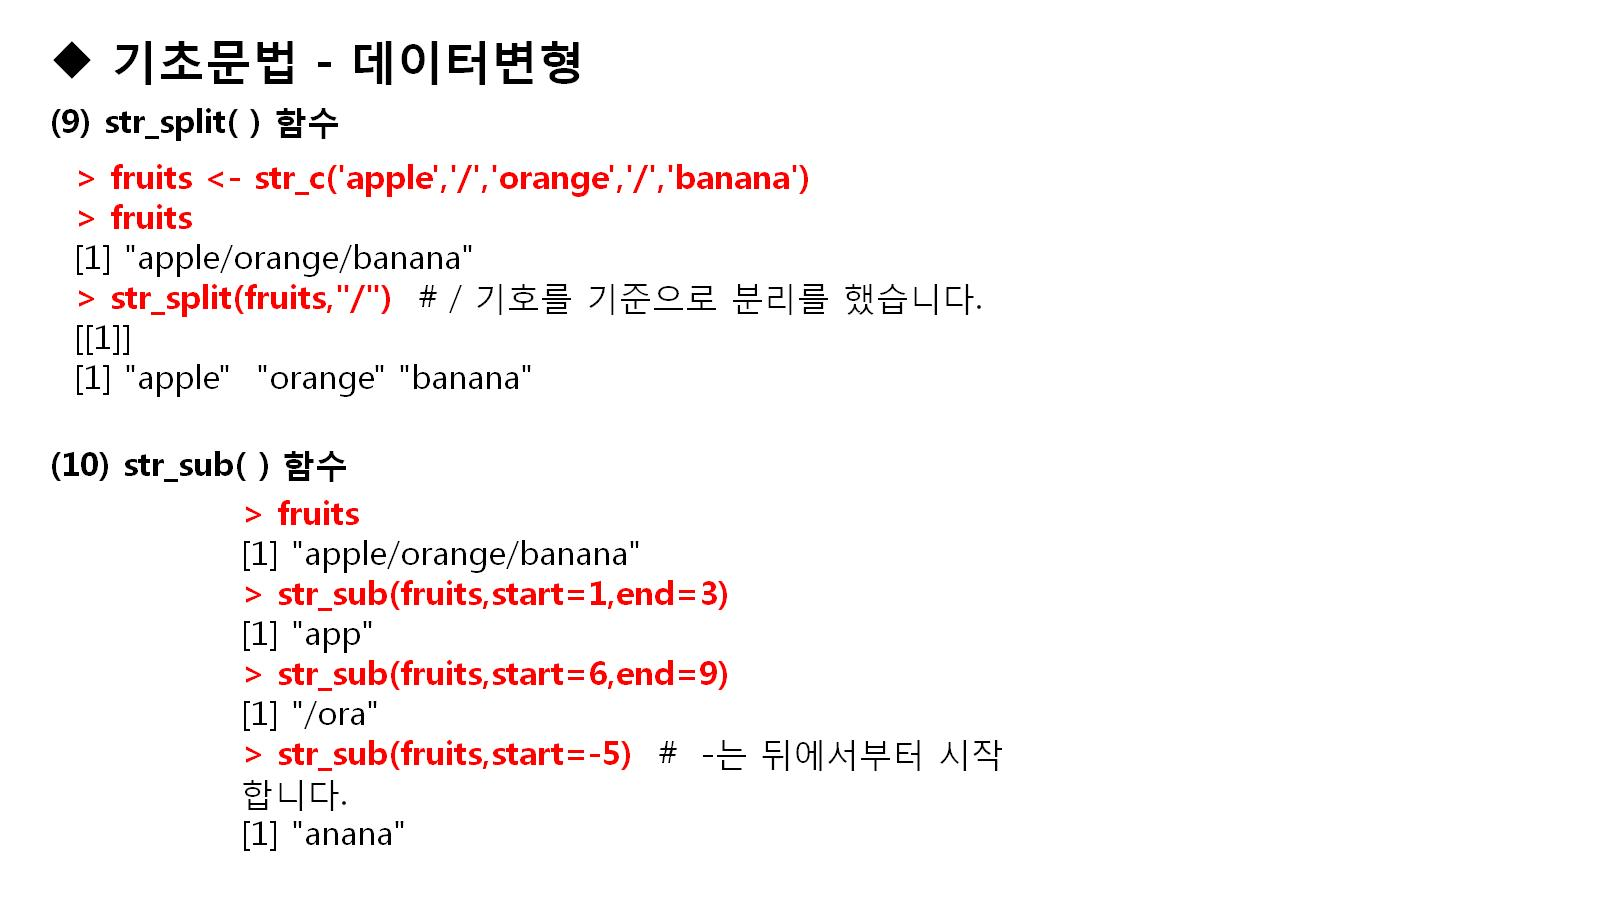 ◆ 기초문법 - 데이터변형
(9) str_split( ) 함수
> fruits <- str_c('apple','/','orange','/','banana')
> fruits
[1] "apple/orange/banana"
> str_split(fruits,"/")  # / 기호를 기준으로 분리를 했습니다.
[[1]]
[1] "apple"  "orange" "banana"
(10) str_sub( ) 함수
> fruits
[1] "apple/orange/banana"
> str_sub(fruits,start=1,end=3)
[1] "app"
> str_sub(fruits,start=6,end=9)
[1] "/ora"
> str_sub(fruits,start=-5)  #  -는 뒤에서부터 시작
합니다.
[1] "anana"